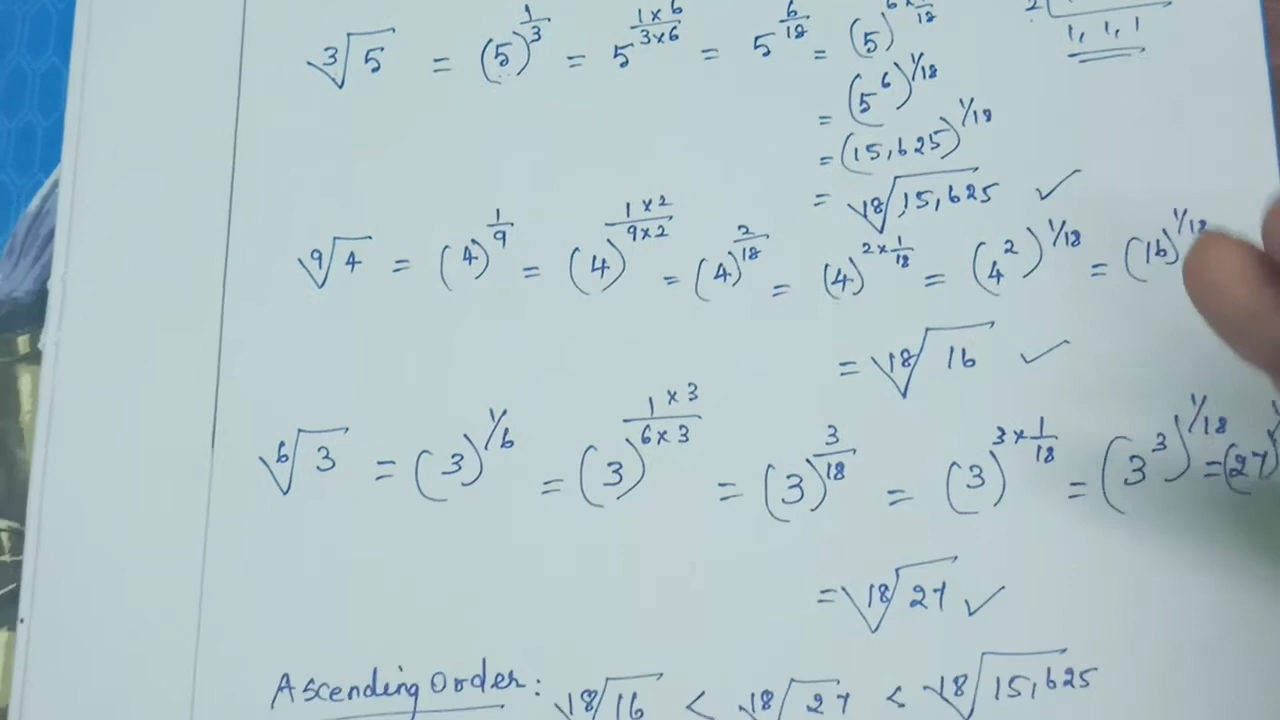 ∛5 = (5)^(1/3) = 5^((1×6)/(3×6)) = 5^(6/18) = (5)^(6×1/18)
1, 1, 1
= (5^6)^(1/18)
= (15,625)^(1/18)
= ¹⁸√15,625 ✓
⁹√4 = (4)^(1/9) = (4)^((1×2)/(9×2)) = (4)^(2/18) = (4)^(2×1/18) = (4^2)^(1/18) = (16)^(1/18)
= ¹⁸√16 ✓
⁶√3 = (3)^(1/6) = (3)^((1×3)/(6×3)) = (3)^(3/18) = (3)^(3×1/18) = (3^3)^(1/18) = (27)
= ¹⁸√27 ✓
Ascending Order: ¹⁸√16 < ¹⁸√27 < ¹⁸√15,625